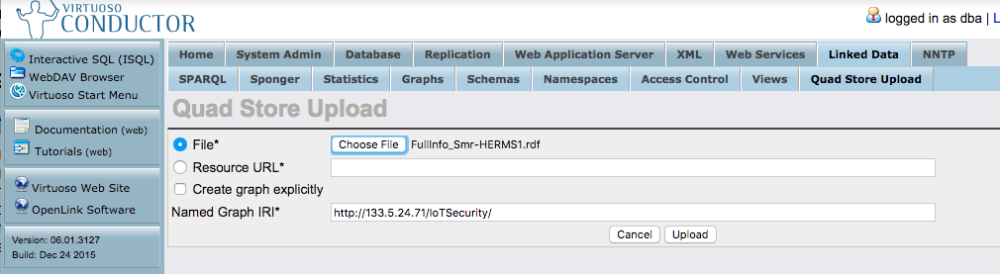 VIRTUOSO
CONDUCTOR
logged in as dba | L
Interactive SQL (ISQL)
WebDAV Browser
Virtuoso Start Menu
Documentation (web)
Tutorials (web)
Virtuoso Web Site
OpenLink Software
Version: 06.01.3127
Build: Dec 24 2015
Home System Admin Database Replication Web Application Server XML Web Services Linked Data NNTP
SPARQL Sponger Statistics Graphs Schemas Namespaces Access Control Views Quad Store Upload
Quad Store Upload
File* Choose File FullInfo_Smr-HERMS1.rdf
Resource URL*
Create graph explicitly
Named Graph IRI* http://133.5.24.71/IoTSecurity/
Cancel Upload